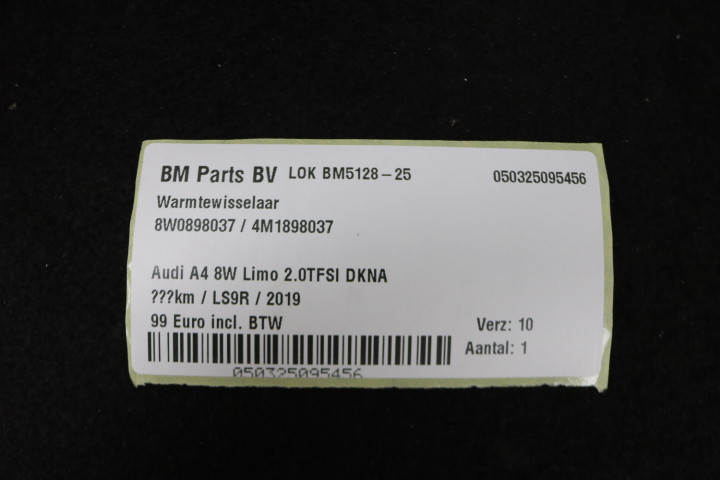 BM Parts BV LOK BM5128-25 050325095456
Warmtewisselaar
8W0898037 / 4M1898037
Audi A4 8W Limo 2.0TFSI DKNA
???km / LS9R / 2019
99 Euro incl. BTW Verz: 10
Aantal: 1
050325095456